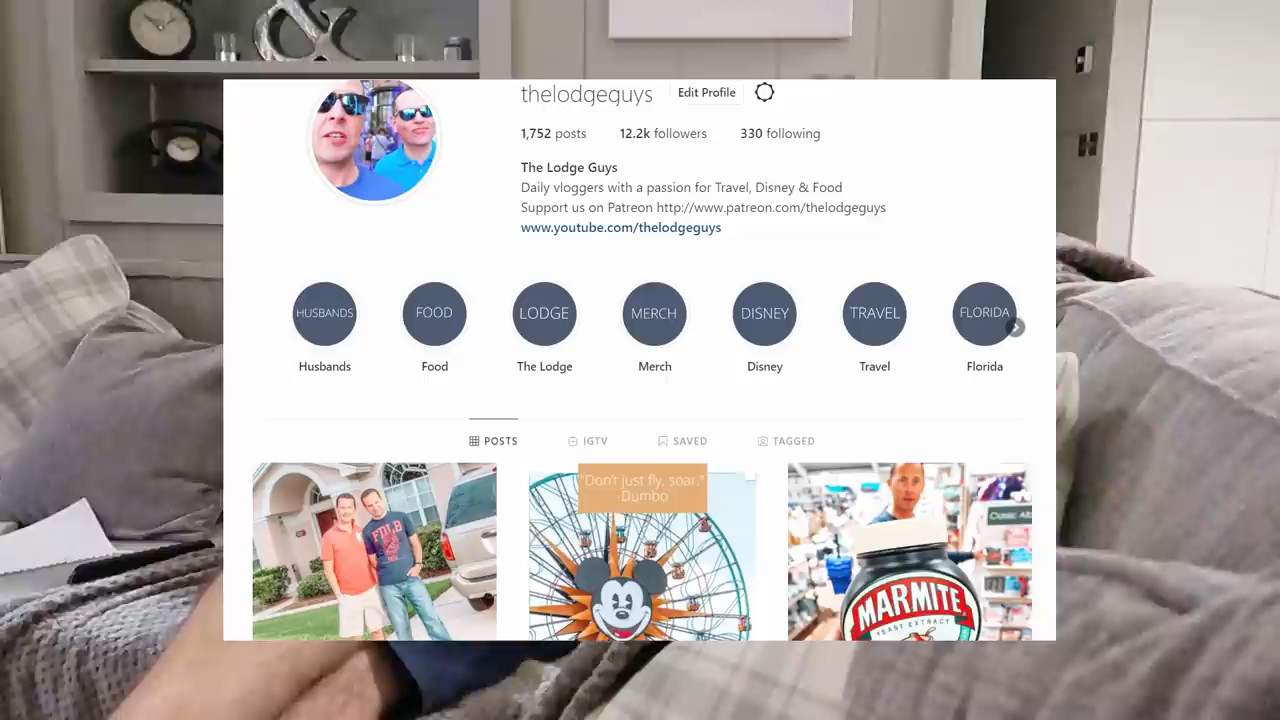 thelodgeguys Edit Profile
1,752 posts 12.2k followers 330 following
The Lodge Guys
Daily vloggers with a passion for Travel, Disney & Food
Support us on Patreon http://www.patreon.com/thelodgeguys
www.youtube.com/thelodgeguys
HUSBANDS FOOD LODGE MERCH DISNEY TRAVEL FLORIDA
Husbands Food The Lodge Merch Disney Travel Florida
POSTS IGTV SAVED TAGGED
"Don't just fly, soar."
-Dumbo
FDLB
Classic
MARMITE
YEAST EXTRACT